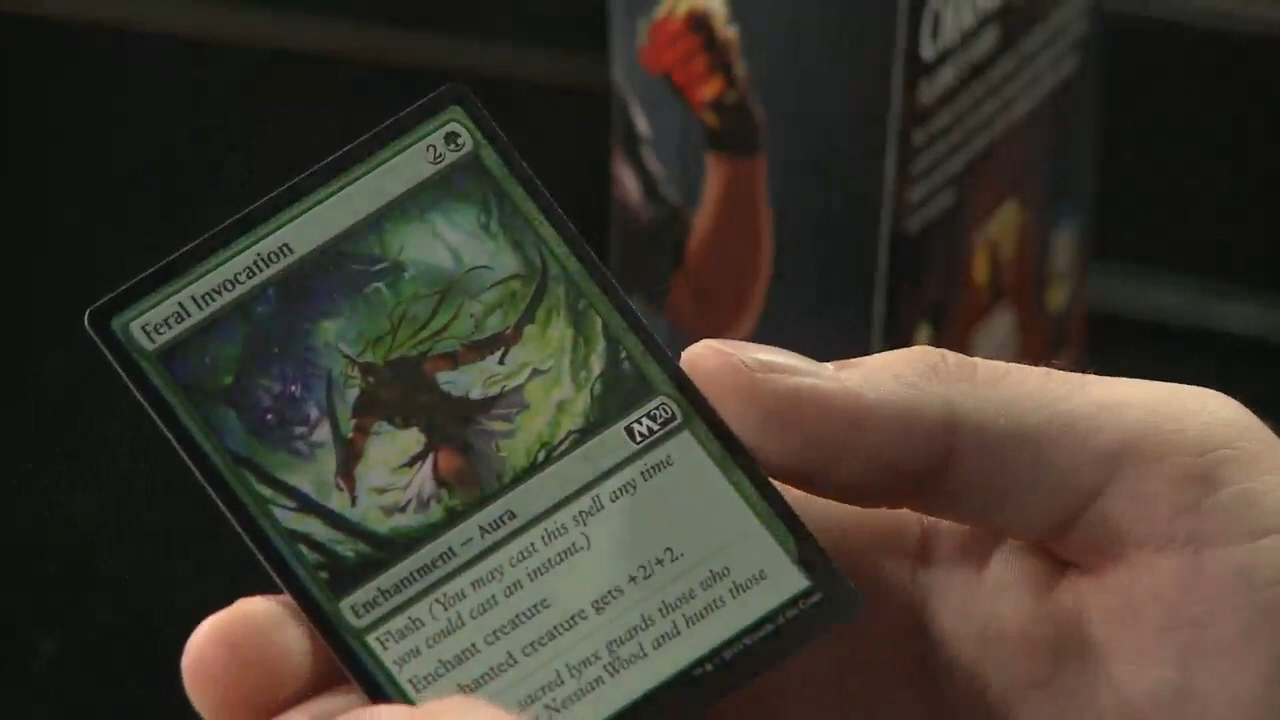 2
Feral Invocation
Enchantment — Aura
M20
Flash (You may cast this spell any time
you could cast an instant.)
Enchant creature
creature gets +2/+2.
sacred lynx guards those who
Nessian Wood and hunts those